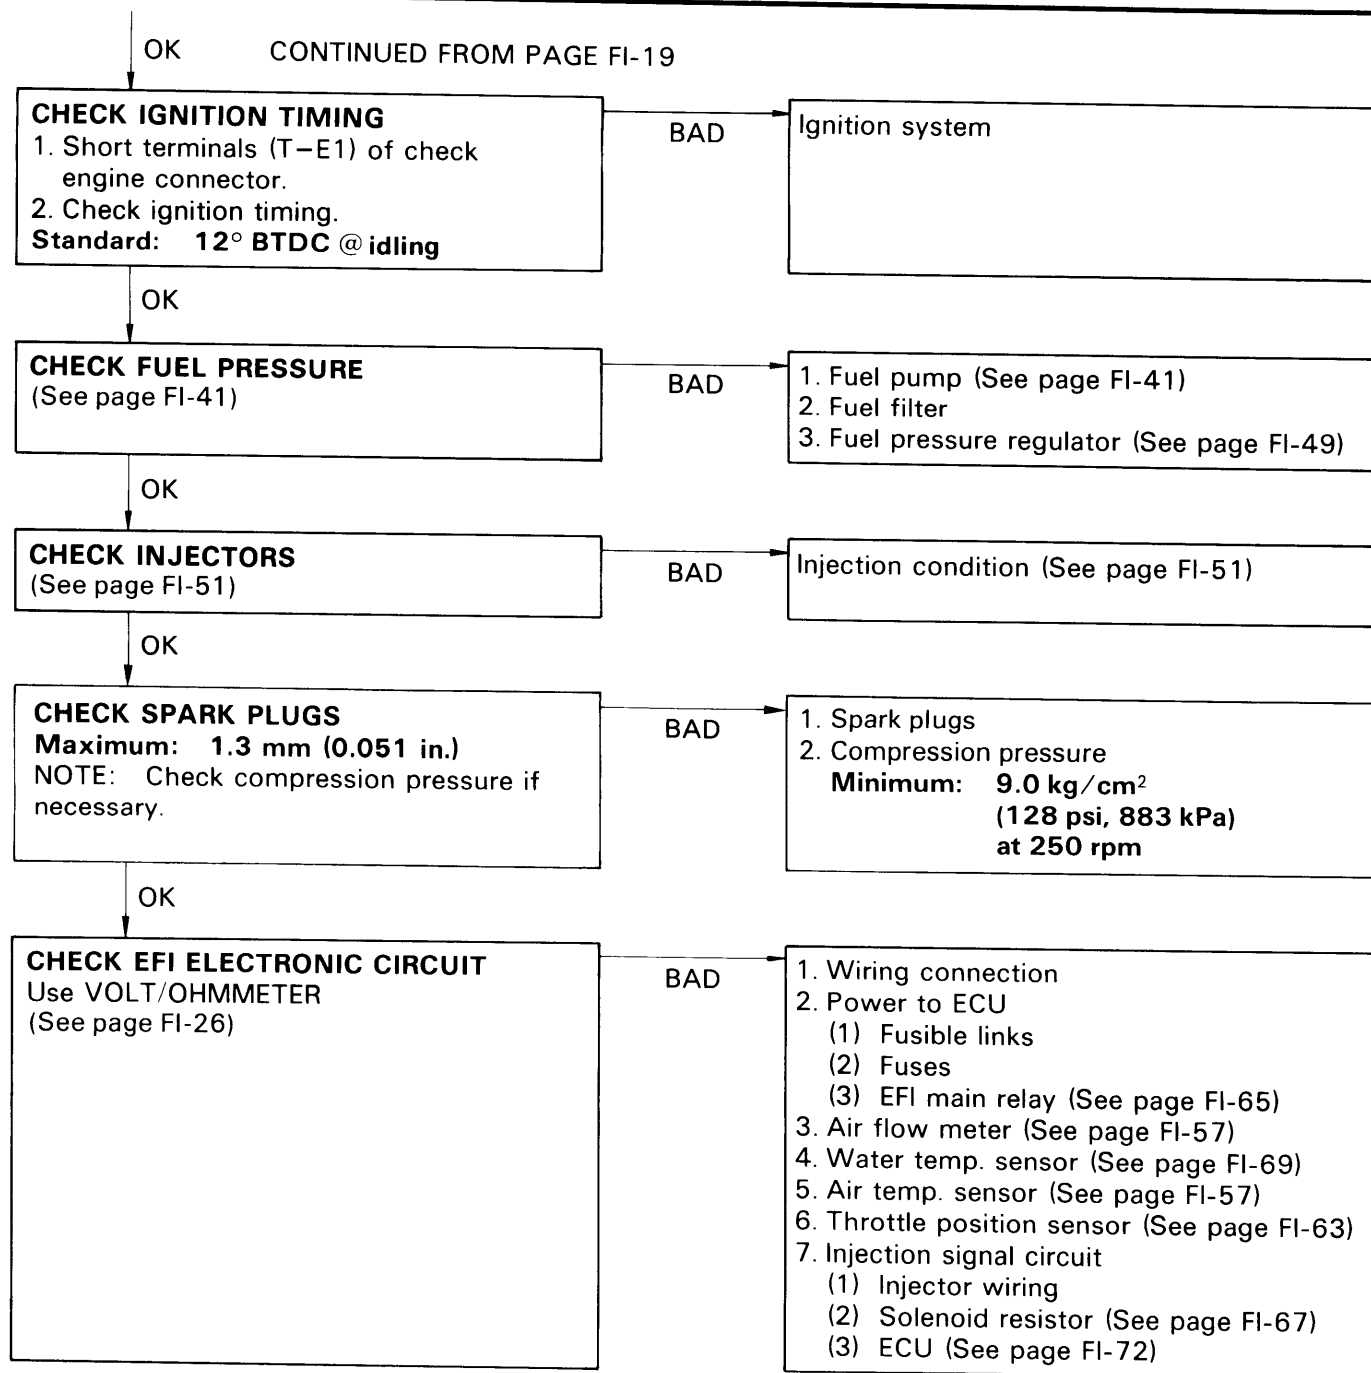 OK CONTINUED FROM PAGE FI-19
CHECK IGNITION TIMING
1. Short terminals (T–E1) of check
engine connector.
2. Check ignition timing.
Standard: 12° BTDC @ idling
BAD
Ignition system
OK
CHECK FUEL PRESSURE
(See page FI-41)
BAD
1. Fuel pump (See page FI-41)
2. Fuel filter
3. Fuel pressure regulator (See page FI-49)
OK
CHECK INJECTORS
(See page FI-51)
BAD
Injection condition (See page FI-51)
OK
CHECK SPARK PLUGS
Maximum: 1.3 mm (0.051 in.)
NOTE: Check compression pressure if
necessary.
BAD
1. Spark plugs
2. Compression pressure
Minimum: 9.0 kg/cm²
(128 psi, 883 kPa)
at 250 rpm
OK
CHECK EFI ELECTRONIC CIRCUIT
Use VOLT/OHMMETER
(See page FI-26)
BAD
1. Wiring connection
2. Power to ECU
(1) Fusible links
(2) Fuses
(3) EFI main relay (See page FI-65)
3. Air flow meter (See page FI-57)
4. Water temp. sensor (See page FI-69)
5. Air temp. sensor (See page FI-57)
6. Throttle position sensor (See page FI-63)
7. Injection signal circuit
(1) Injector wiring
(2) Solenoid resistor (See page FI-67)
(3) ECU (See page FI-72)